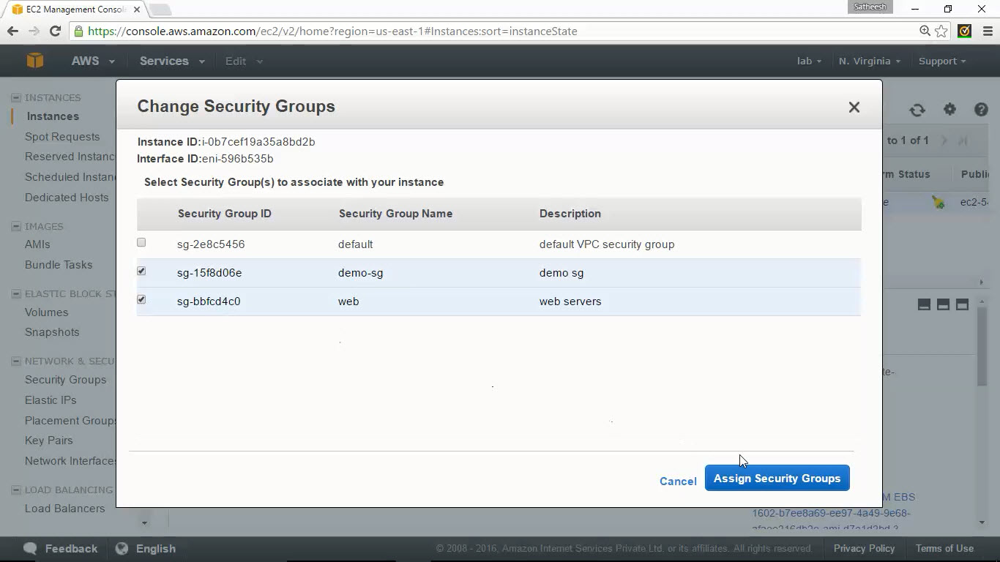 EC2 Management Consol
Satheesh
https://console.aws.amazon.com/ec2/v2/home?region=us-east-1#Instances:sort=instanceState
AWS Services Edit lab N. Virginia Support
INSTANCES
Instances
Spot Requests
Reserved Instanc
Scheduled Instan
Dedicated Hosts
IMAGES
AMIs
Bundle Tasks
ELASTIC BLOCK ST
Volumes
Snapshots
NETWORK & SECU
Security Groups
Elastic IPs
Placement Groups
Key Pairs
Network Interfaces
LOAD BALANCING
Load Balancers
Change Security Groups
Instance ID:i-0b7cef19a35a8bd2b
Interface ID:eni-596b535b
Select Security Group(s) to associate with your instance
Security Group ID Security Group Name Description
sg-2e8c5456 default default VPC security group
sg-15f8d06e demo-sg demo sg
sg-bbfcd4c0 web web servers
Cancel Assign Security Groups
to 1 of 1
rm Status Publi
e ec2-5
te-
M EBS
1602-b7ee8a69-ee97-4a49-9e68-
Feedback English © 2008 - 2016, Amazon Internet Services Private Ltd. or its affiliates. All rights reserved. Privacy Policy Terms of Use